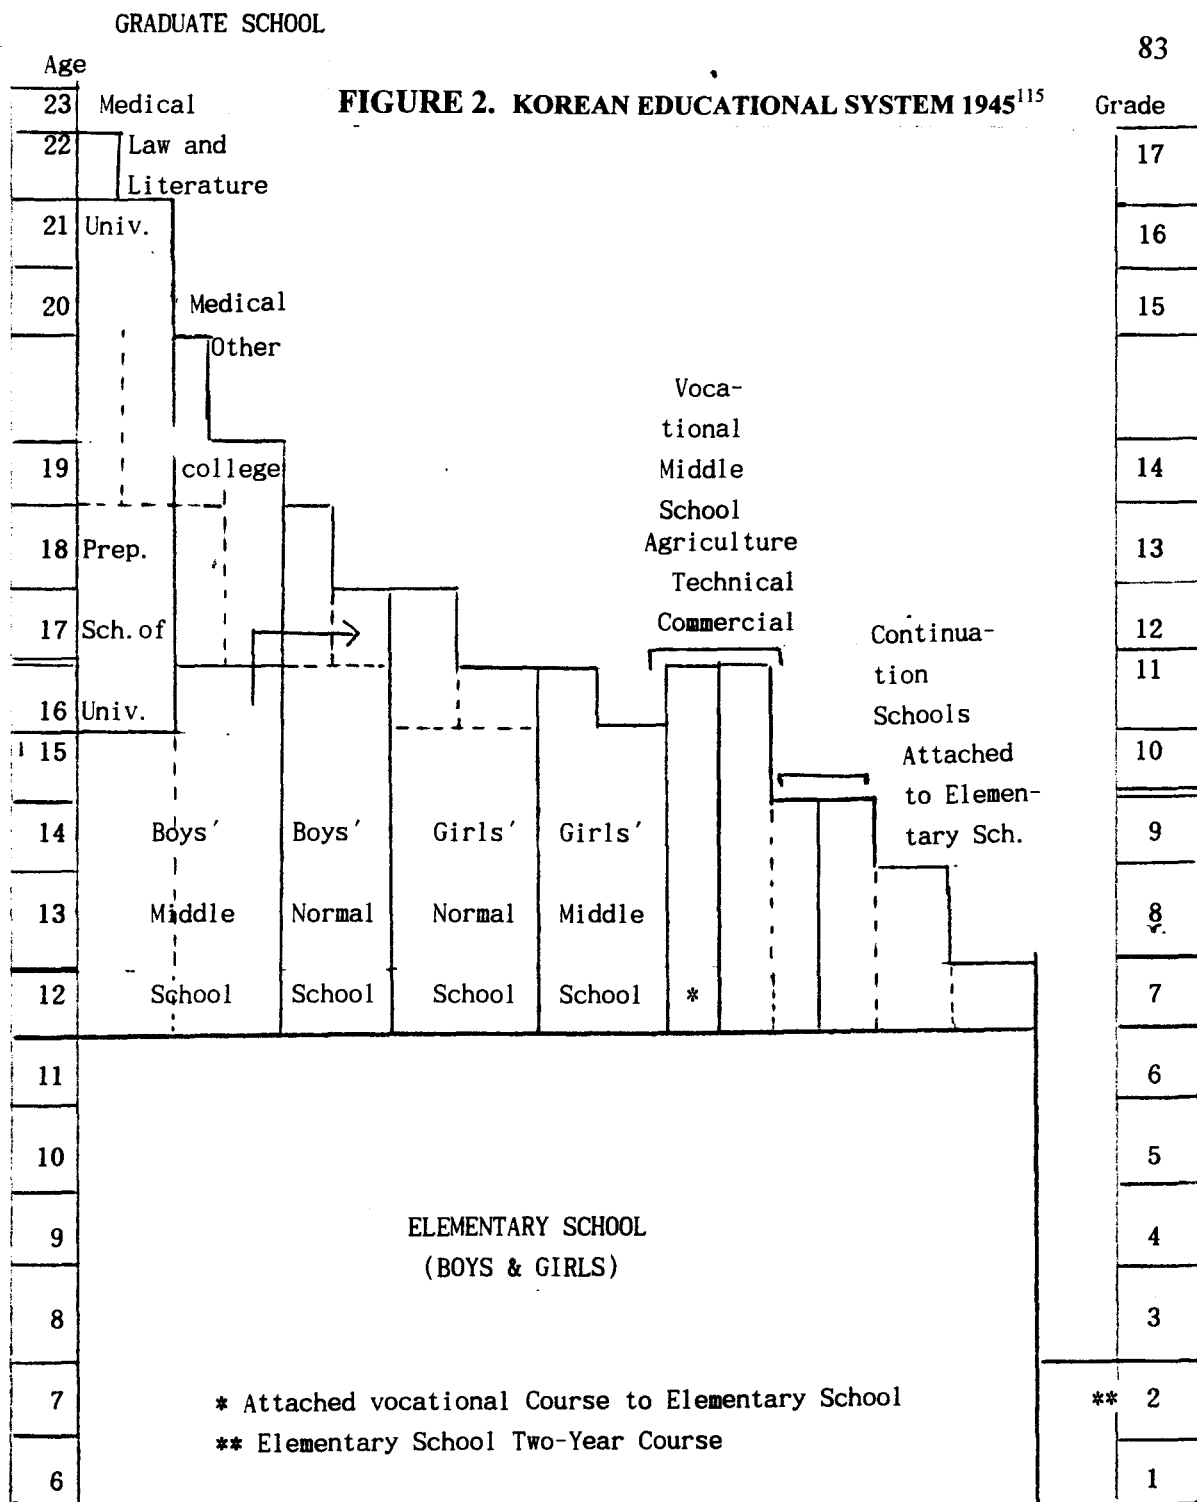 GRADUATE SCHOOL
83
Age
FIGURE 2. KOREAN EDUCATIONAL SYSTEM 1945115
Grade
23 Medical
22 Law and
17
Literature
21 Univ.
16
20 Medical
15
Other
Voca-
tional
19 college
Middle
14
School
18 Prep.
Agriculture
13
Technical
17 Sch. of
Commercial
Continua-
12
tion
11
16 Univ.
Schools
15
Attached
10
to Elemen-
14 Boys' Boys' Girls' Girls'
tary Sch.
9
13 Middle Normal Normal Middle
8
12 School School School School *
7
11
6
10
5
9
ELEMENTARY SCHOOL
4
(BOYS & GIRLS)
8
3
7
* Attached vocational Course to Elementary School
** 2
** Elementary School Two-Year Course
6
1